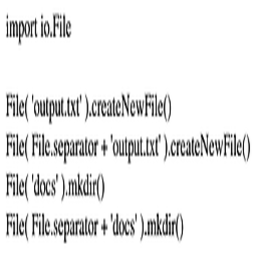 import io.File
File( 'output.txt' ).createNewFile()
File( File.separator + 'output.txt' ).createNewFile()
File( 'docs' ).mkdir()
File( File.separator + 'docs' ).mkdir()